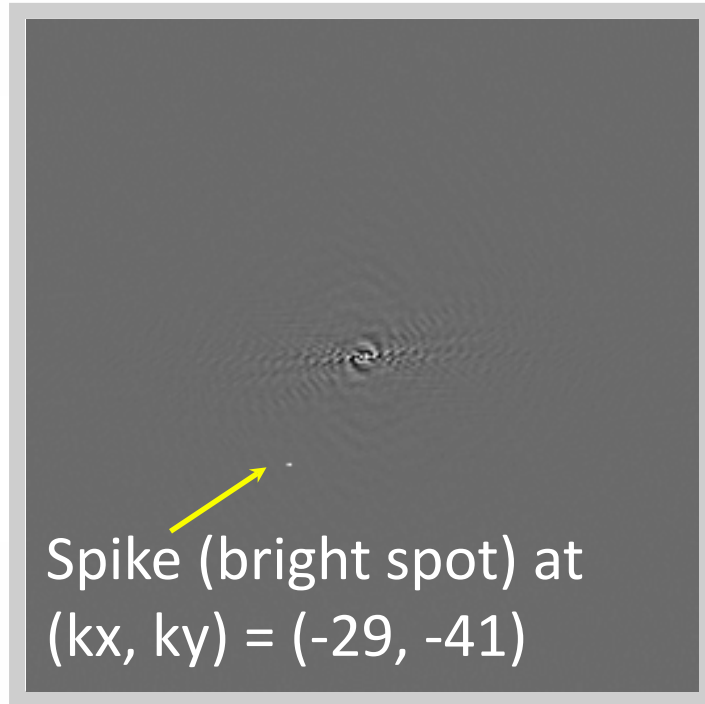 Spike (bright spot) at
(kx, ky) = (-29, -41)